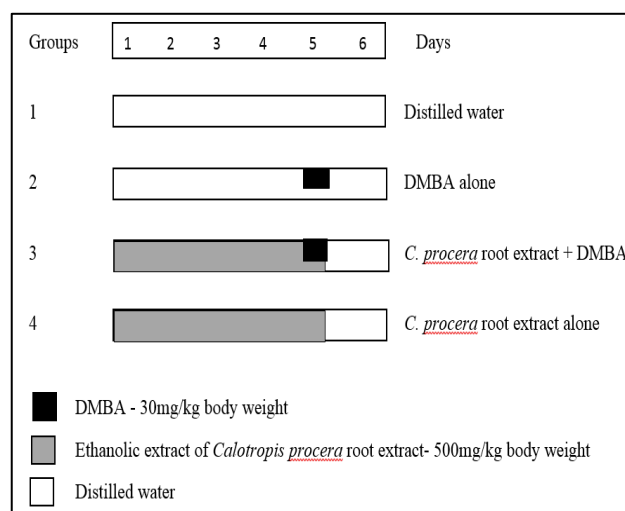 Groups 1 2 3 4 5 6 Days
1 Distilled water
2 DMBA alone
3 C. procera root extract + DMBA
4 C. procera root extract alone
DMBA - 30mg/kg body weight
Ethanolic extract of Calotropis procera root extract- 500mg/kg body weight
Distilled water